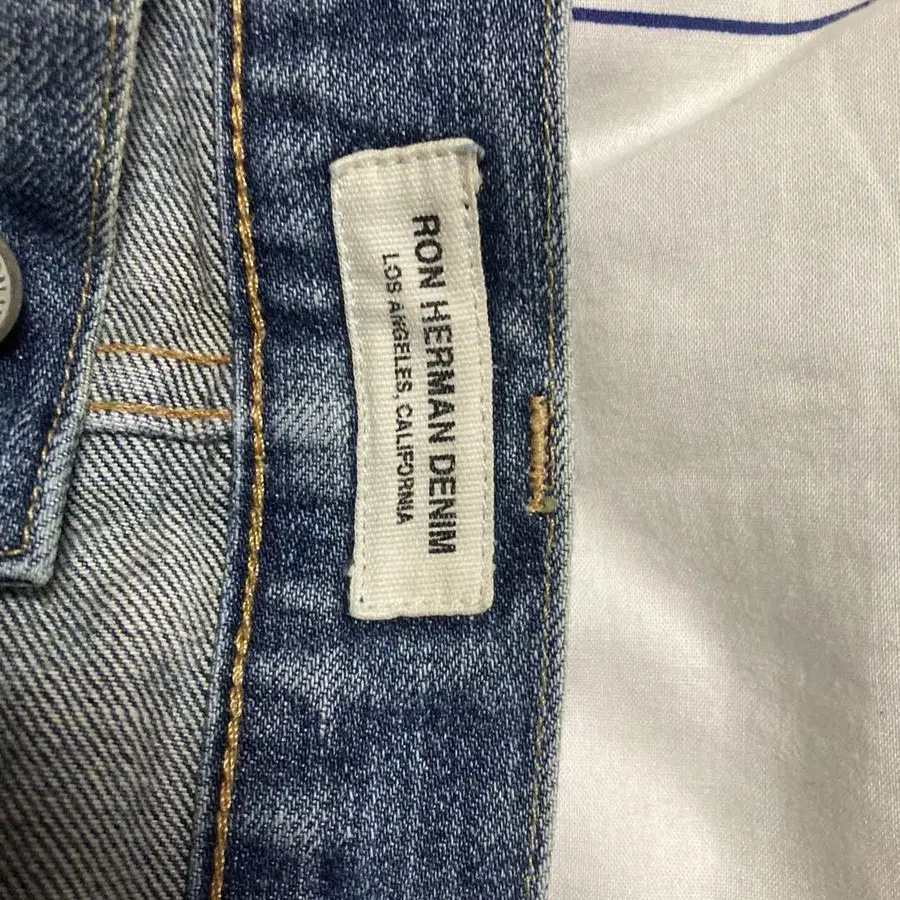 RON HERMAN DENIM
LOS ANGELES, CALIFORNIA